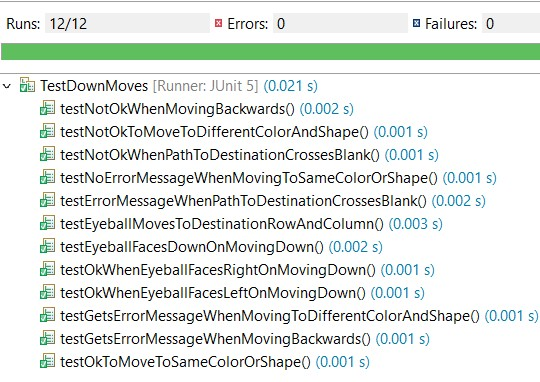 Runs: 12/12 Errors: 0 Failures: 0
TestDownMoves [Runner: JUnit 5] (0.021 s)
testNotOkWhenMovingBackwards() (0.002 s)
testNotOkToMoveToDifferentColorAndShape() (0.001 s)
testNotOkWhenPathToDestinationCrossesBlank() (0.001 s)
testNoErrorMessageWhenMovingToSameColorOrShape() (0.001 s)
testErrorMessageWhenPathToDestinationCrossesBlank() (0.002 s)
testEyeballMovesToDestinationRowAndColumn() (0.003 s)
testEyeballFacesDownOnMovingDown() (0.002 s)
testOkWhenEyeballFacesRightOnMovingDown() (0.001 s)
testOkWhenEyeballFacesLeftOnMovingDown() (0.001 s)
testGetsErrorMessageWhenMovingToDifferentColorAndShape() (0.001 s)
testGetsErrorMessageWhenMovingBackwards() (0.001 s)
testOkToMoveToSameColorOrShape() (0.001 s)